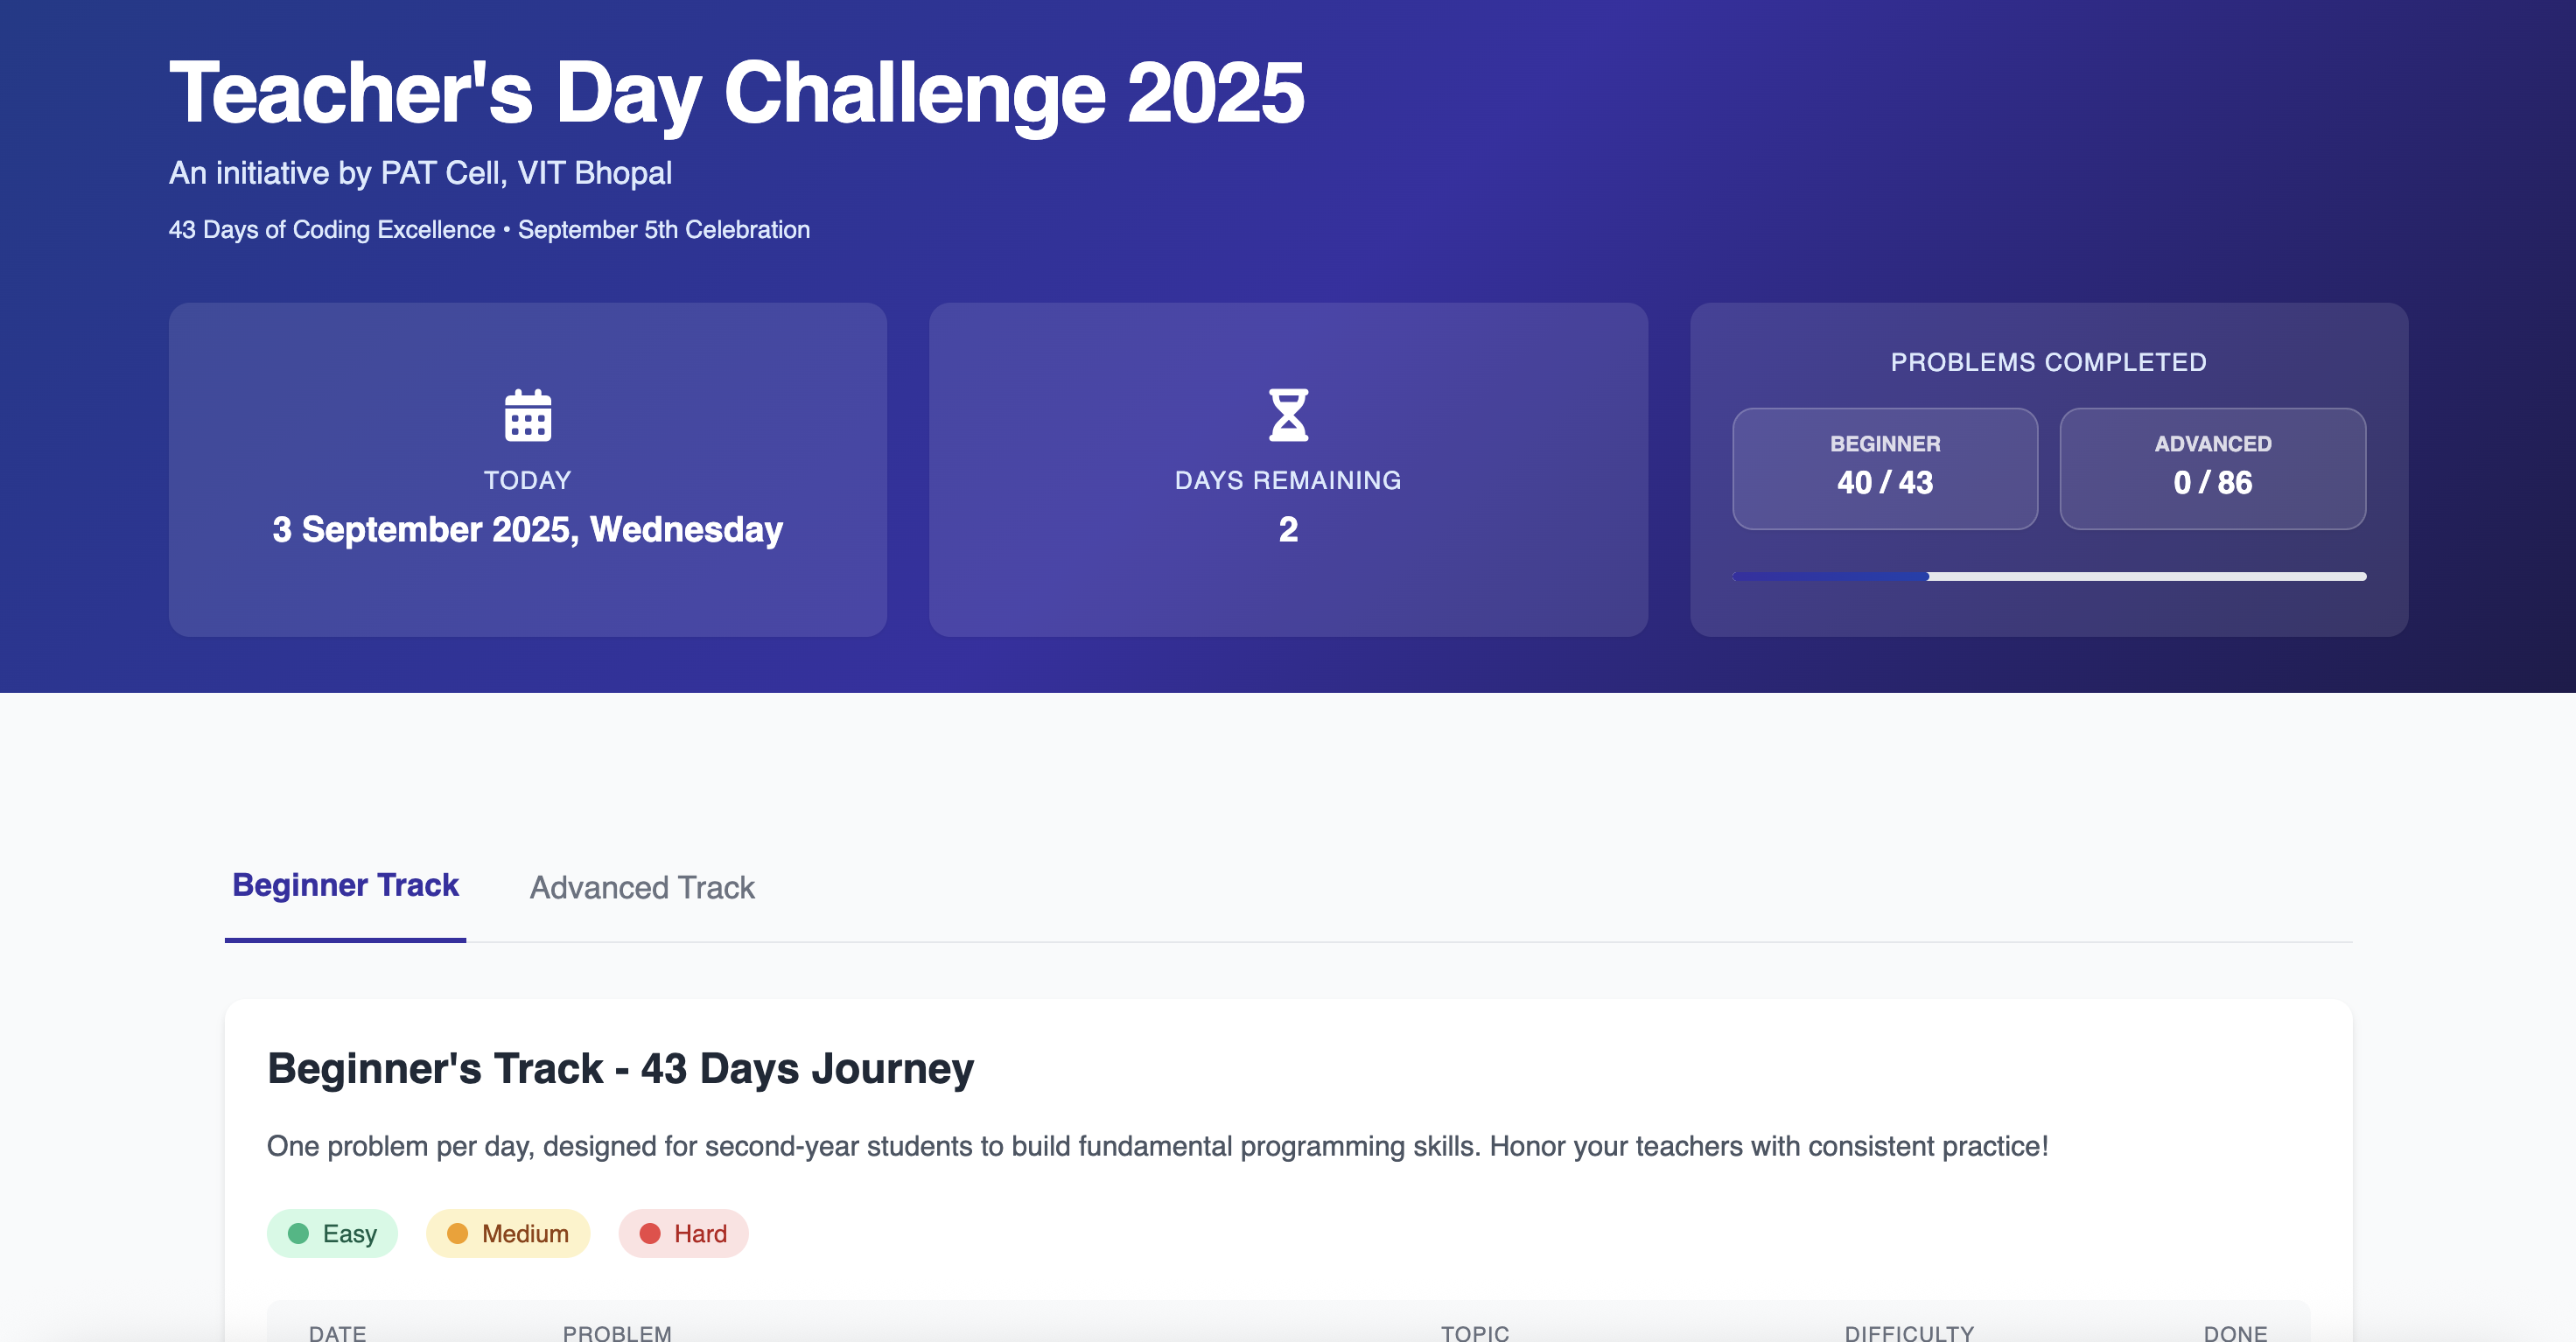 Teacher's Day Challenge 2025
An initiative by PAT Cell, VIT Bhopal
43 Days of Coding Excellence • September 5th Celebration
TODAY
3 September 2025, Wednesday
DAYS REMAINING
2
PROBLEMS COMPLETED
BEGINNER
40 / 43
ADVANCED
0 / 86
Beginner Track
Advanced Track
Beginner's Track - 43 Days Journey
One problem per day, designed for second-year students to build fundamental programming skills. Honor your teachers with consistent practice!
Easy
Medium
Hard
DATE PROBLEM TOPIC DIFFICULTY DONE